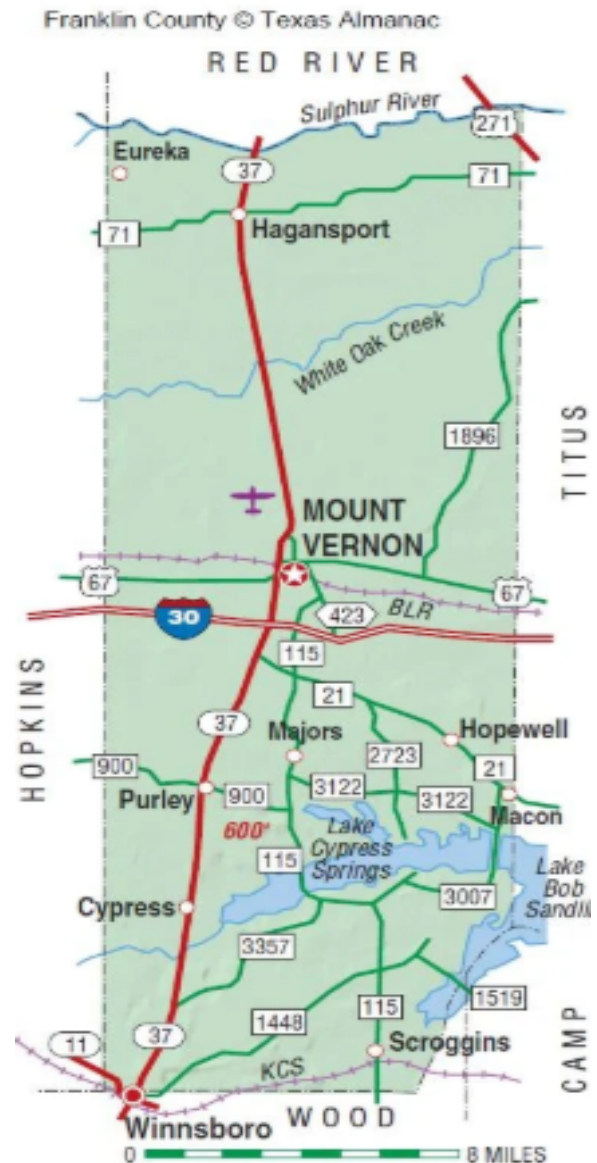 Franklin County © Texas Almanac
RED RIVER
Sulphur River
271
Eureka
37
71
71
Hagansport
White Oak Creek
1896
TITUS
MOUNT
VERNON
67
67
BLR
30
423
115
21
HOPKINS
37
Majors
2723
Hopewell
900
21
Purley
900
3122
3122
Macon
600'
Lake
Cypress
Springs
115
Lake
Bob
Sandli
Cypress
3007
3357
1519
1448
115
37
11
Scroggins
CAMP
KCS
WOOD
Winnsboro
0
8 MILES